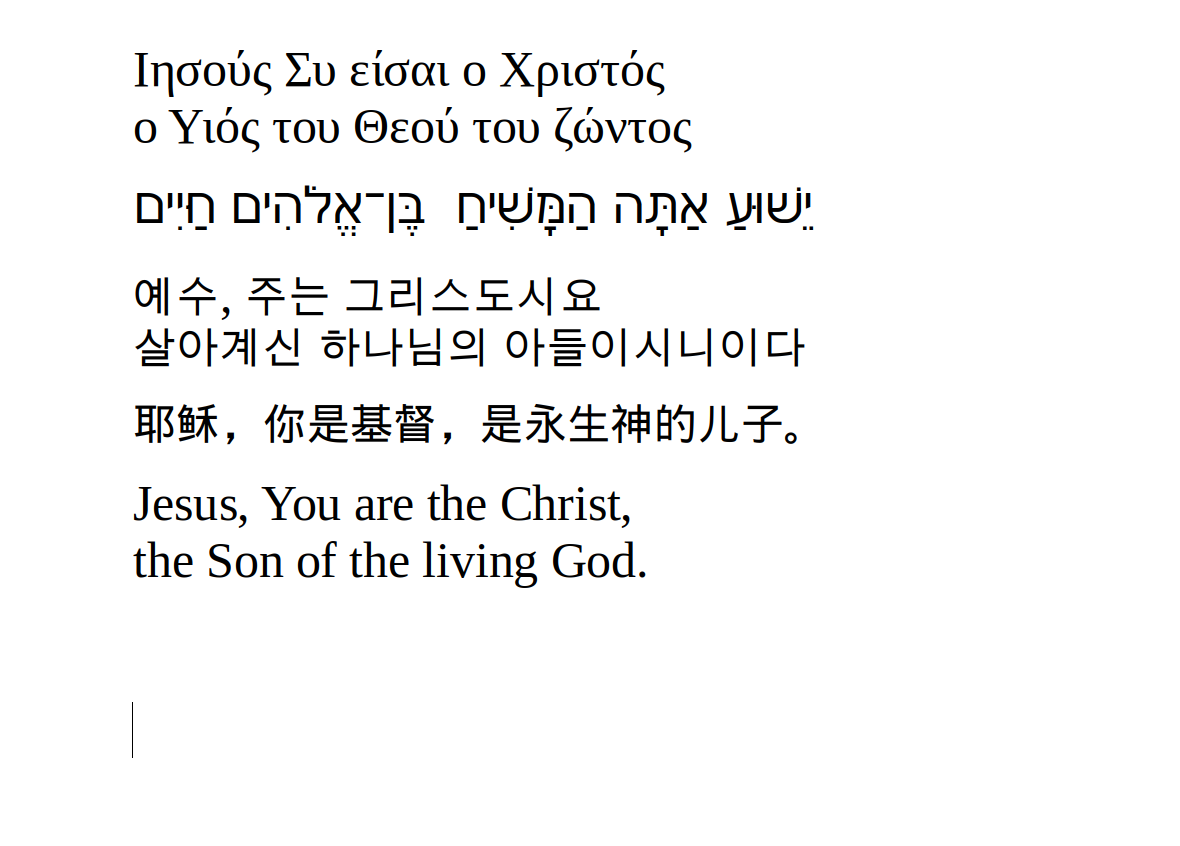 Ιησούς Συ είσαι ο Χριστός
ο Υιός του Θεού του ζώντος
יֵשׁוּעַ אַתָּה הַמָּשִׁיחַ בֶּן־אֱלֹהִים חַיִּים
예수, 주는 그리스도시요
살아계신 하나님의 아들이시니이다
耶稣，你是基督，是永生神的儿子。
Jesus, You are the Christ,
the Son of the living God.